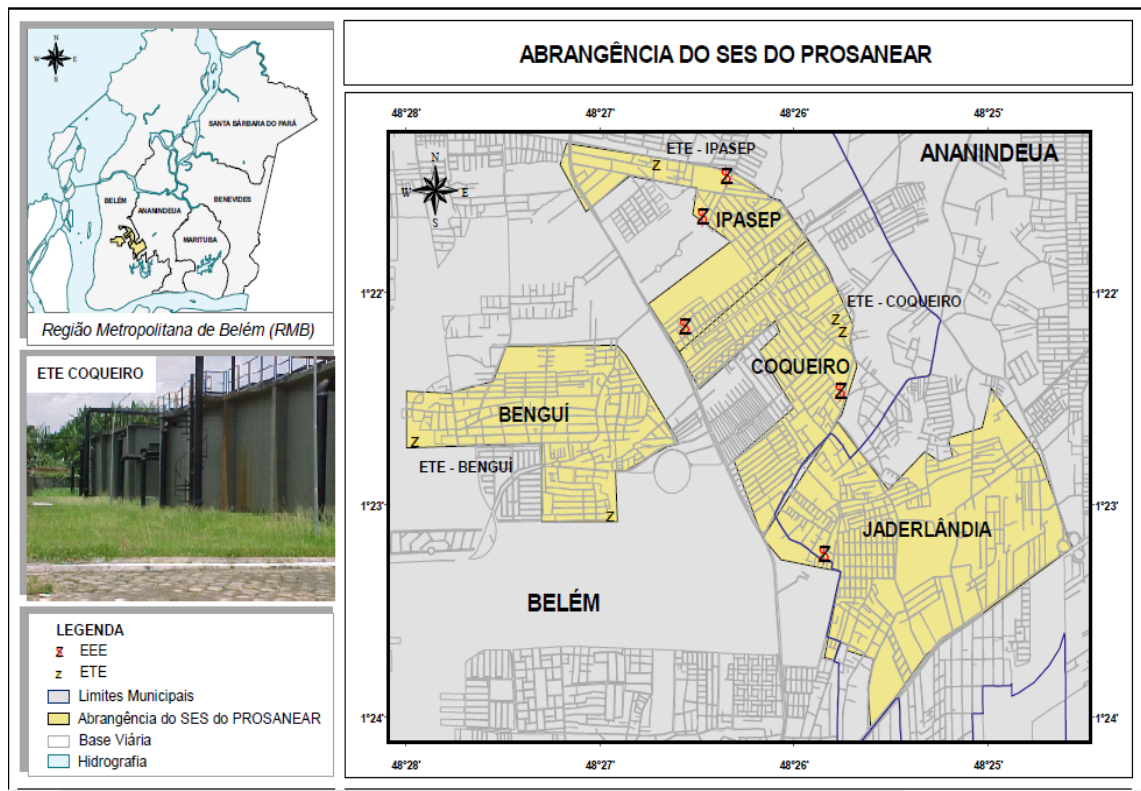 N
W
E
S
SANTA BÁRBARA DO PARÁ
BELÉM
ANANINDEUA
BENEVIDES
MARITUBA
Região Metropolitana de Belém (RMB)
ETE COQUEIRO
LEGENDA
Z EEE
Z ETE
Limites Municipais
Abrangência do SES do PROSANEAR
Base Viária
Hidrografia
ABRANGÊNCIA DO SES DO PROSANEAR
48°28' 48°27' 48°26' 48°25'
ETE - IPASEP
ANANINDEUA
Z
Z
N
W
E
S
Z
IPASEP
1°22' 1°22'
ETE - COQUEIRO
Z
Z
Z
COQUEIRO
Z
BENGUÍ
Z
ETE - BENGUÍ
1°23' 1°23'
Z
JADERLÂNDIA
Z
BELÉM
1°24' 1°24'
48°28' 48°27' 48°26' 48°25'